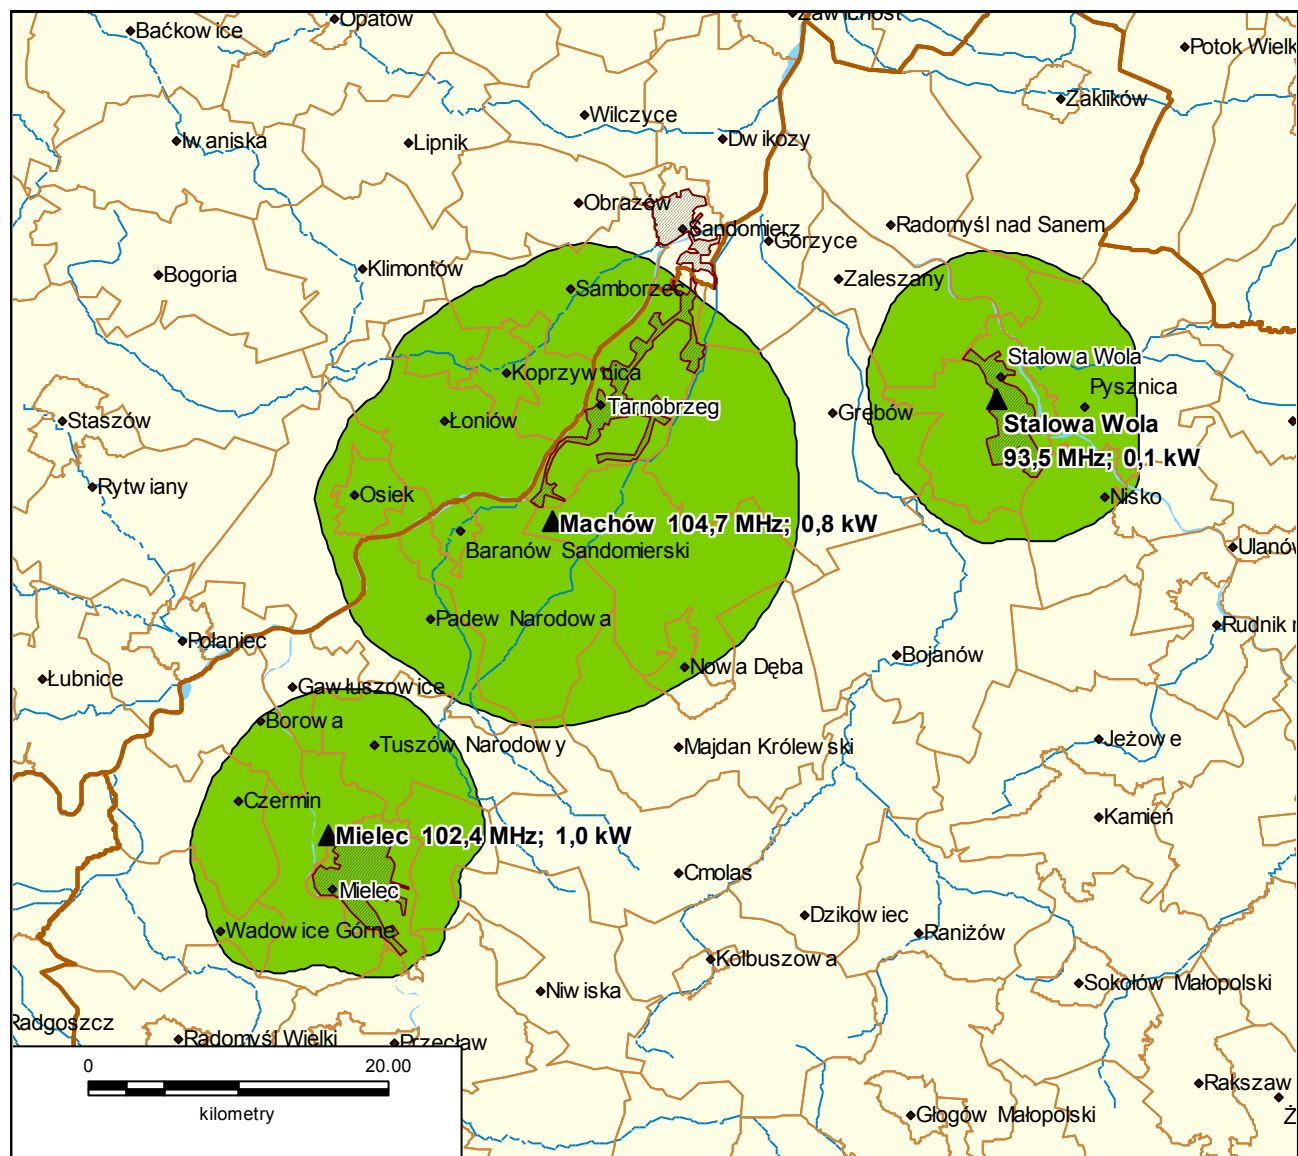 Opatów
Zawichost
Baćkowice
Potok Wielk
Zaklików
Wilczyce
Iwaniska
Lipnik
Dwikozy
Obrazów
Sandomierz
Górzyce
Radomyśl nad Sanem
Bogoria
Klimontów
Samborzec
Zaleszany
Stalowa Wola
Koprzywnica
Pysznica
Tarnobrzeg
Grębów
Staszów
Łoniów
Stalowa Wola
93,5 MHz; 0,1 kW
Rytwiany
Osiek
Nisko
Machów 104,7 MHz; 0,8 kW
Baranów Sandomierski
Ulanów
Padew Narodowa
Rudnik n
Połaniec
Bojanów
Nowa Dęba
Łubnice
Gawłuszowice
Borowa
Tuszów Narodowy
Majdan Królewski
Jeżowe
Czermin
Kamień
Mielec 102,4 MHz; 1,0 kW
Cmolas
Mielec
Dzikowiec
Wadowice Górne
Raniżów
Kolbuszowa
Niwiska
Sokołów Małopolski
Radgoszcz
Radomyśl Wielki
Przecław
0 20.00
kilometry
Rakszaw
Głogów Małopolski
Ż